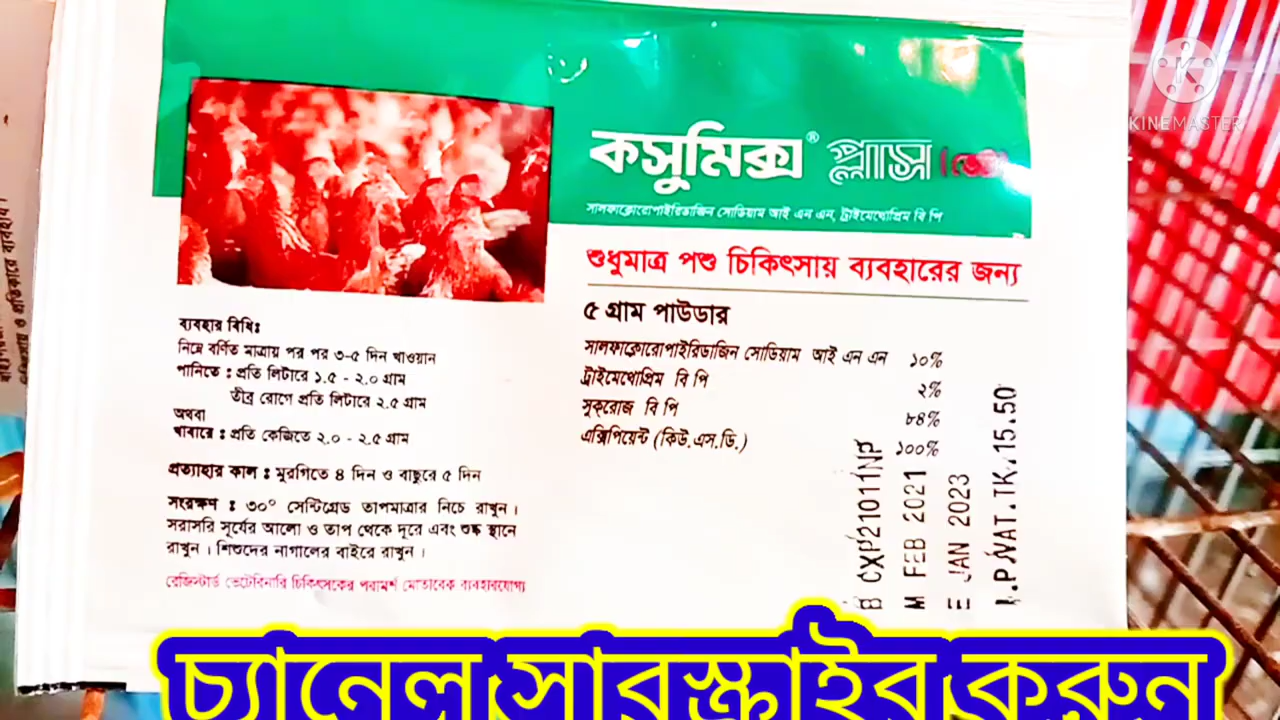 কসুমিক্স® প্লাস (ভেট)
সালফাক্লোরোপাইরিডাজিন সোডিয়াম আই এন এন, ট্রাইমেথোপ্রিম বি পি
শুধুমাত্র পশু চিকিৎসায় ব্যবহারের জন্য
৫ গ্রাম পাউডার
সালফাক্লোরোপাইরিডাজিন সোডিয়াম আই এন এন ১০%
ট্রাইমেথোপ্রিম বি পি ২%
সুক্‌রোজ বি পি ৮৪%
এক্সিপিয়েন্ট (কিউ.এস.ডি.) ১০০%
ব্যবহার বিধিঃ
নিম্নে বর্ণিত মাত্রায় পর পর ৩-৫ দিন খাওয়ান
পানিতে : প্রতি লিটারে ১.৫ - ২.০ গ্রাম
তীব্র রোগে প্রতি লিটারে ২.৫ গ্রাম
অথবা
খাবারে : প্রতি কেজিতে ২.০ - ২.৫ গ্রাম
প্রত্যাহার কাল : মুরগিতে ৪ দিন ও বাছুরে ৫ দিন
সংরক্ষণ : ৩০° সেন্টিগ্রেড তাপমাত্রার নিচে রাখুন।
সরাসরি সূর্যের আলো ও তাপ থেকে দূরে এবং শুষ্ক স্থানে
রাখুন। শিশুদের নাগালের বাইরে রাখুন।
রেজিস্টার্ড ভেটেরিনারি চিকিৎসকের পরামর্শ মোতাবেক ব্যবহারযোগ্য
B CXP21011NP
M FEB 2021
E JAN 2023
I.P/VAT.TK.15.50
KINEMASTER
চ্যানেল সাবস্ক্রাইব করুন